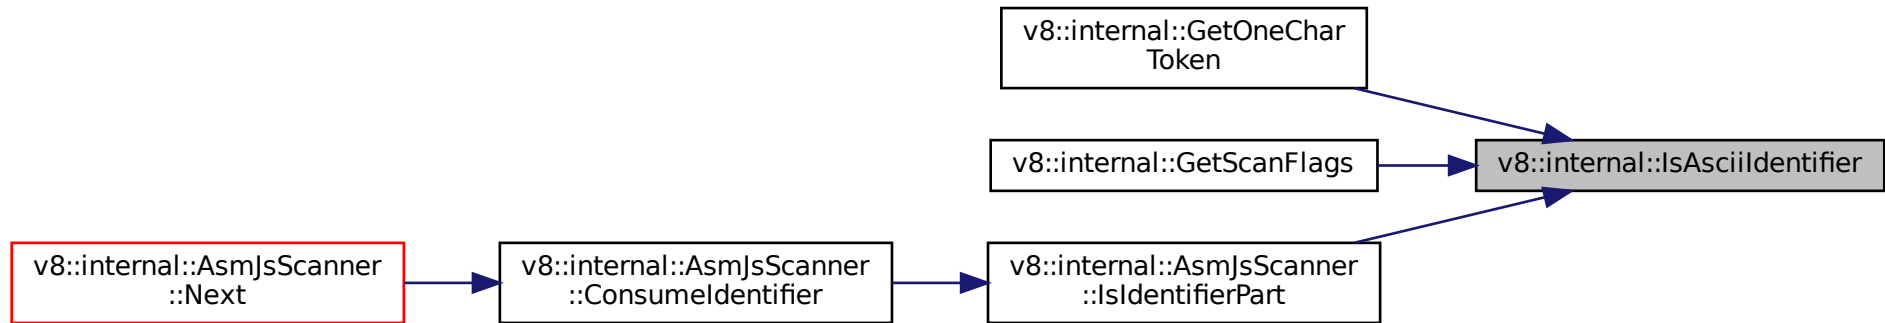 v8::internal::GetOneChar
Token
v8::internal::GetScanFlags
v8::internal::IsAsciiIdentifier
v8::internal::AsmJsScanner
::Next
v8::internal::AsmJsScanner
::ConsumeIdentifier
v8::internal::AsmJsScanner
::IsIdentifierPart